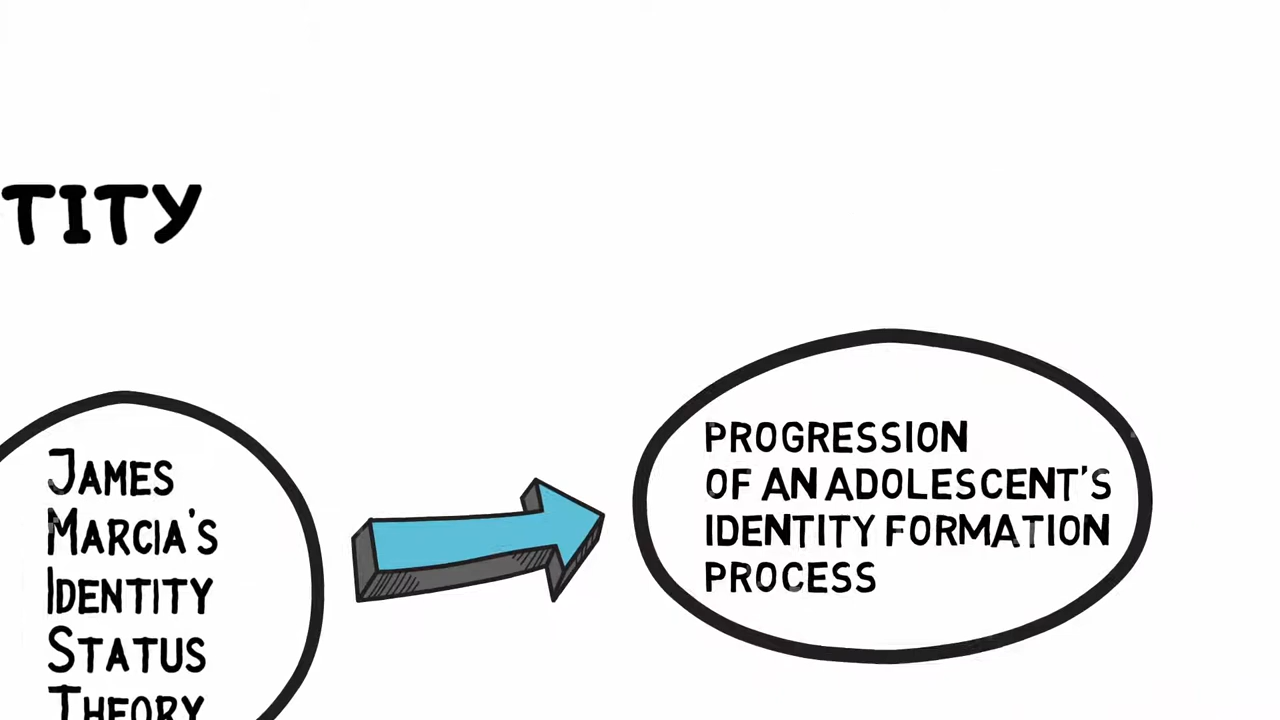 TITY
JAMES
MARCIA'S
IDENTITY
STATUS
THEORY
PROGRESSION
OF AN ADOLESCENT'S
IDENTITY FORMATION
PROCESS